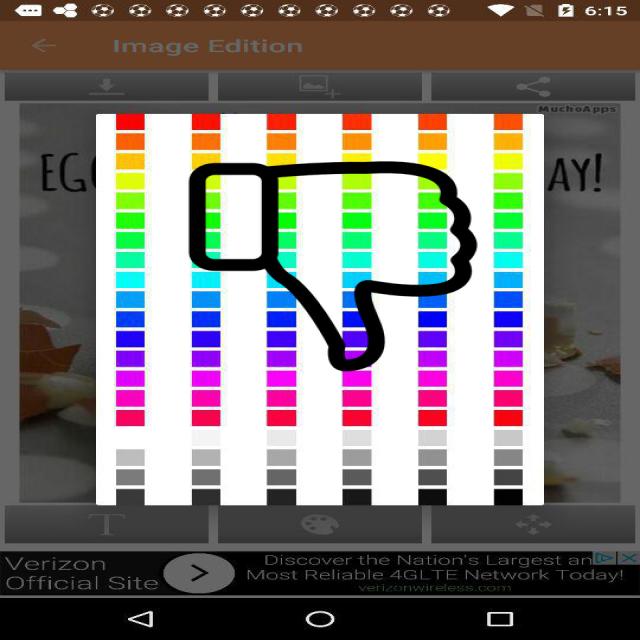 6:15
Image Edition
MuchoApps
EG
AY!
T
Verizon
Official Site
Discover the Nation's Largest an
Most Reliable 4GLTE Network Today!
verizonwireless.com